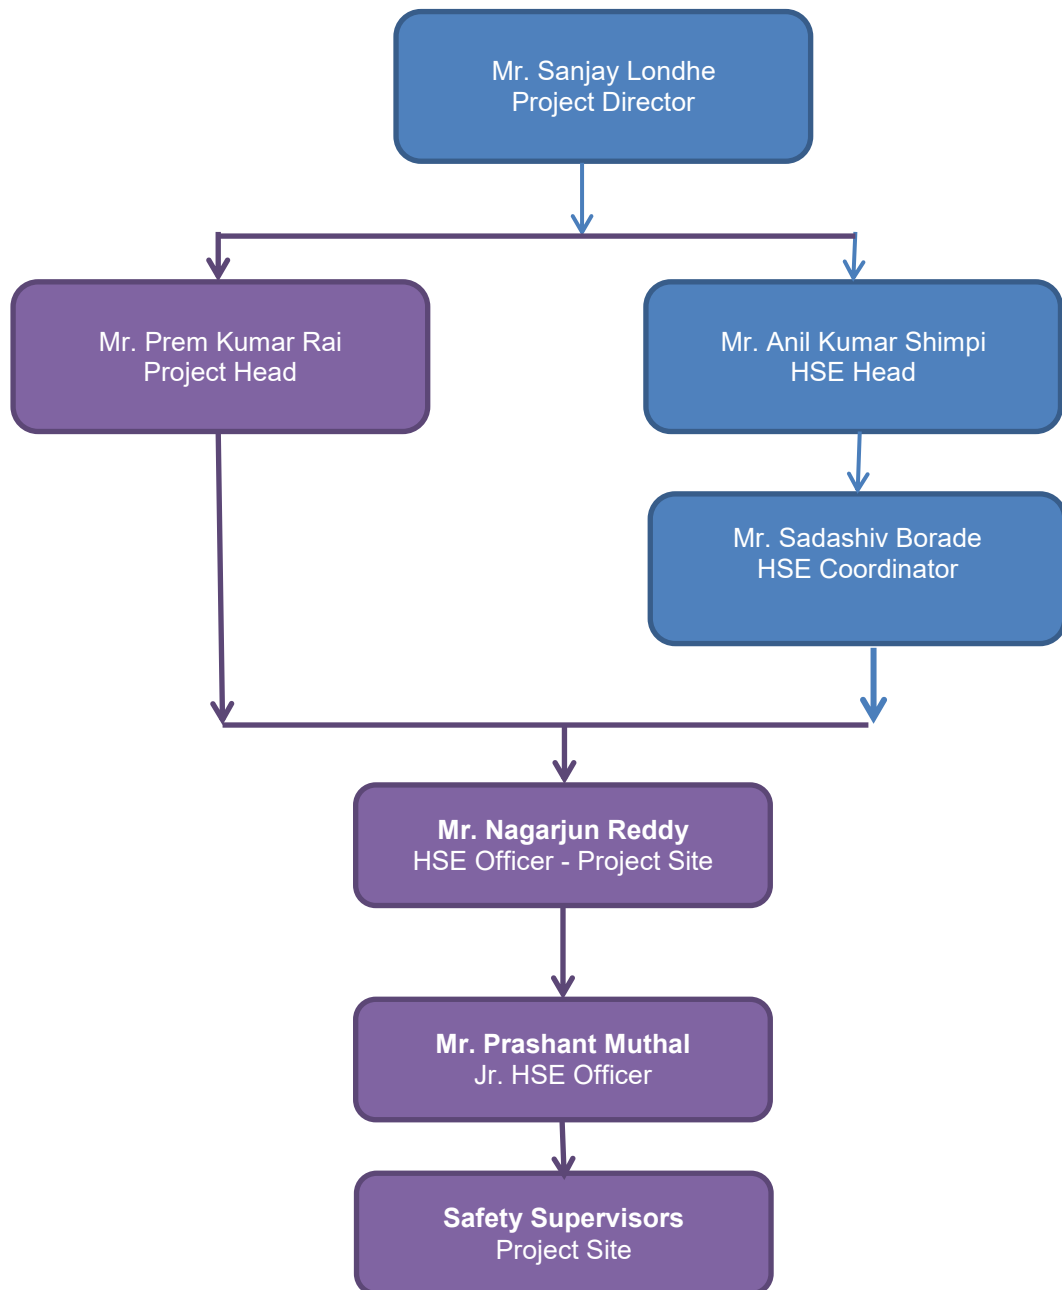 Mr. Sanjay Londhe
Project Director
Mr. Prem Kumar Rai
Project Head
Mr. Anil Kumar Shimpi
HSE Head
Mr. Sadashiv Borade
HSE Coordinator
Mr. Nagarjun Reddy
HSE Officer - Project Site
Mr. Prashant Muthal
Jr. HSE Officer
Safety Supervisors
Project Site